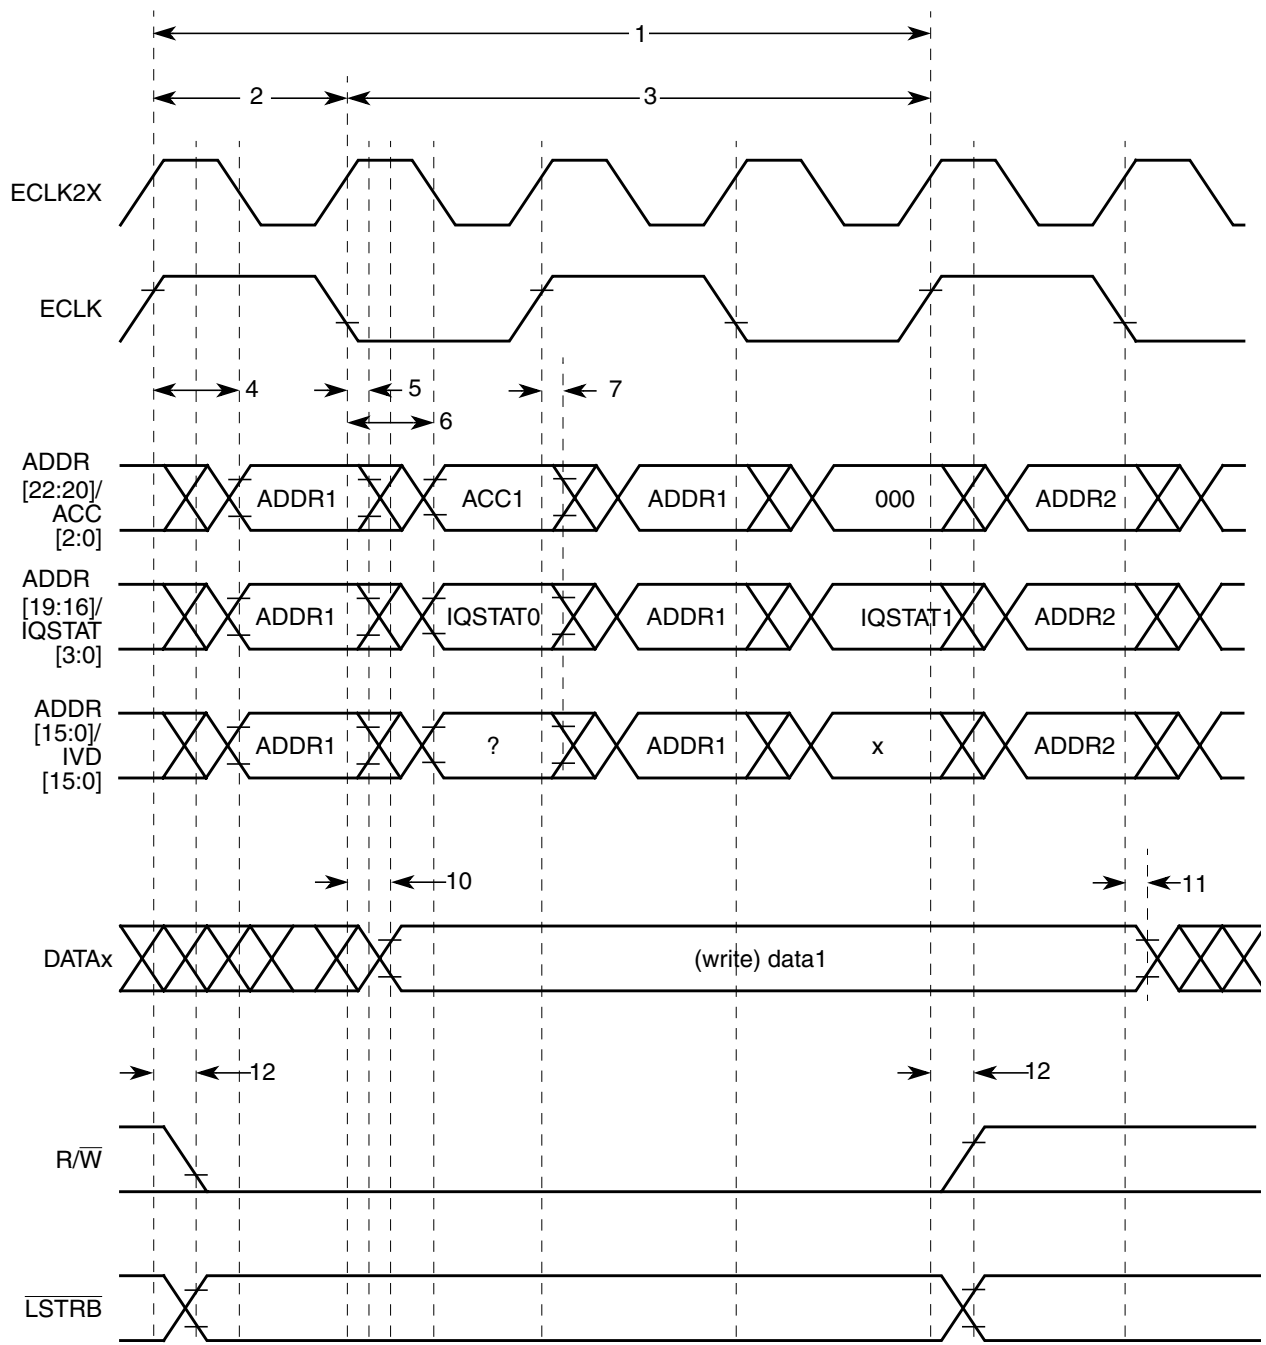 1
2
3
ECLK2X
ECLK
4
5
7
6
ADDR
[22:20]/
ACC
[2:0]
ADDR1
ACC1
ADDR1
000
ADDR2
ADDR
[19:16]/
IQSTAT
[3:0]
ADDR1
IQSTAT0
ADDR1
IQSTAT1
ADDR2
ADDR
[15:0]/
IVD
[15:0]
ADDR1
?
ADDR1
x
ADDR2
10
11
DATAx
(write) data1
12
12
R/W̅
L̅S̅T̅R̅B̅